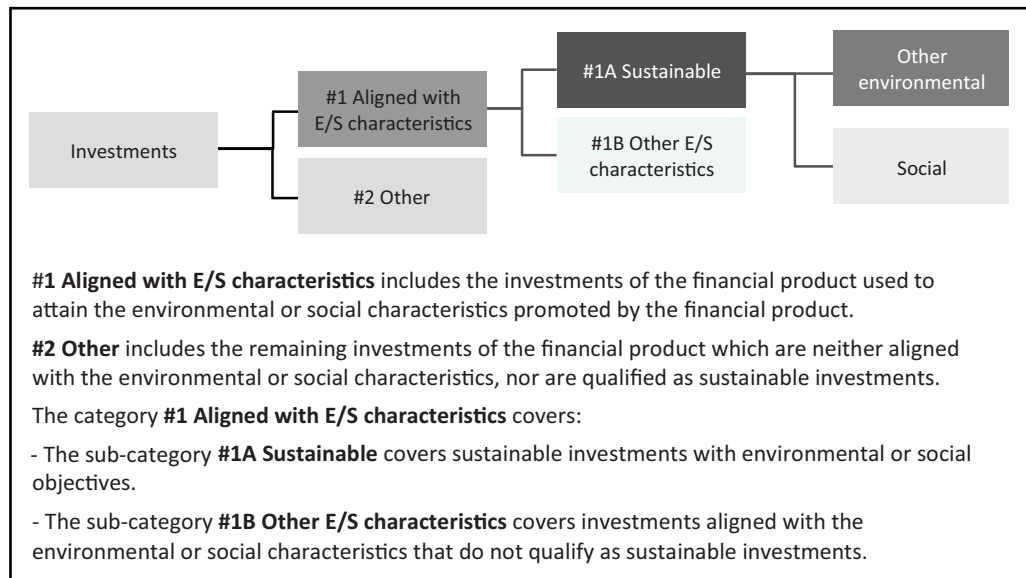 Investments
#1 Aligned with
E/S characteristics
#2 Other
#1A Sustainable
#1B Other E/S
characteristics
Other
environmental
Social
#1 Aligned with E/S characteristics includes the investments of the financial product used to
attain the environmental or social characteristics promoted by the financial product.
#2 Other includes the remaining investments of the financial product which are neither aligned
with the environmental or social characteristics, nor are qualified as sustainable investments.
The category #1 Aligned with E/S characteristics covers:
- The sub-category #1A Sustainable covers sustainable investments with environmental or social
objectives.
- The sub-category #1B Other E/S characteristics covers investments aligned with the
environmental or social characteristics that do not qualify as sustainable investments.